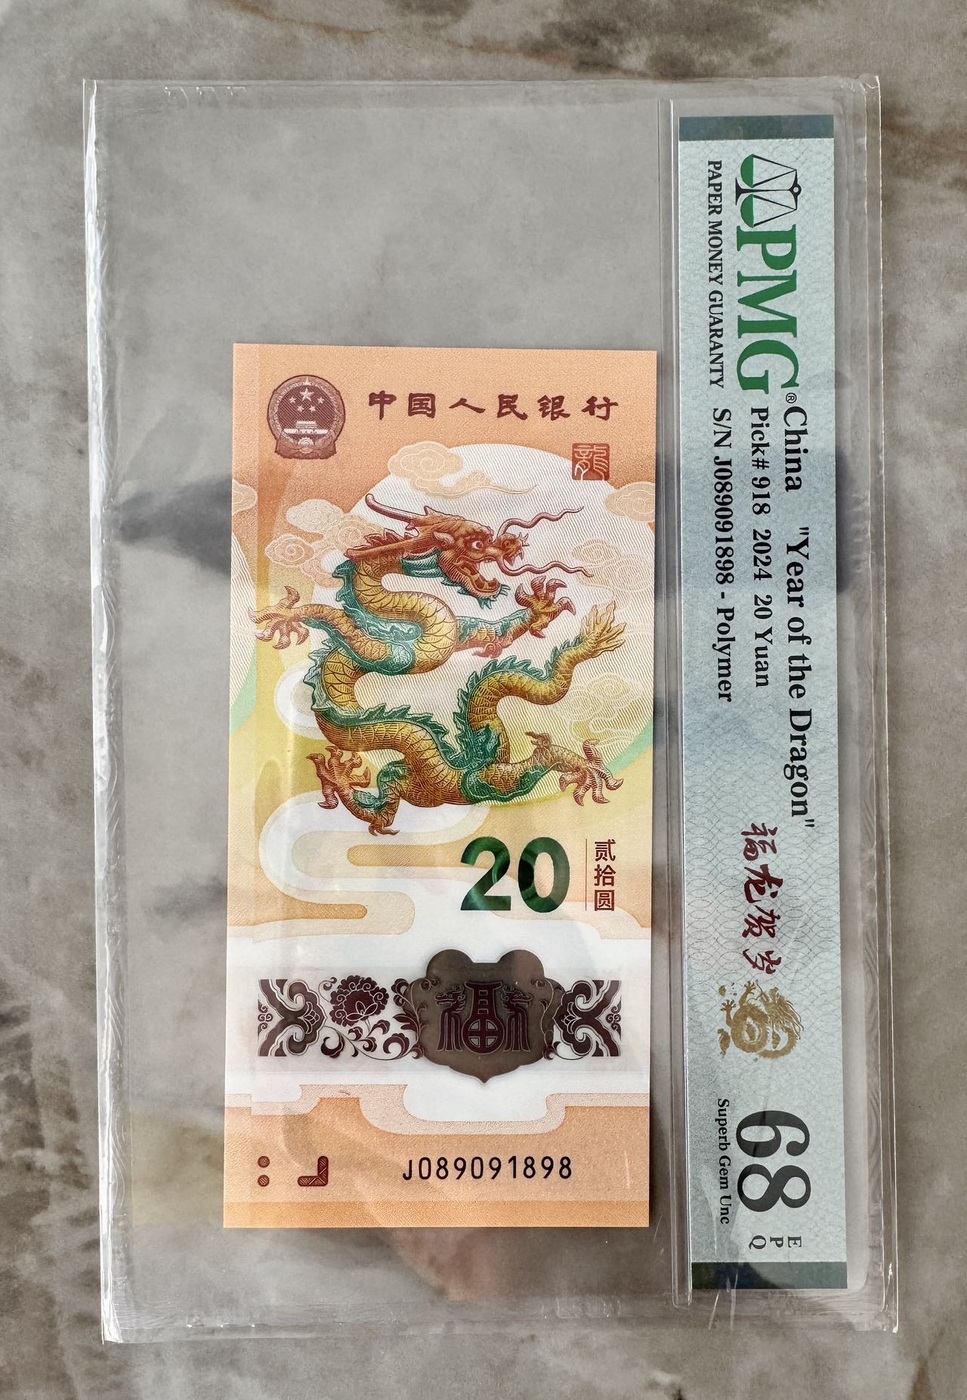 中国人民银行
龍
20
贰拾圆
福
J089091898
PMG®
PAPER MONEY GUARANTY
China "Year of the Dragon"
Pick# 918 2024 20 Yuan
S/N J089091898 - Polymer
福龙贺岁
68
EPQ
Superb Gem Unc